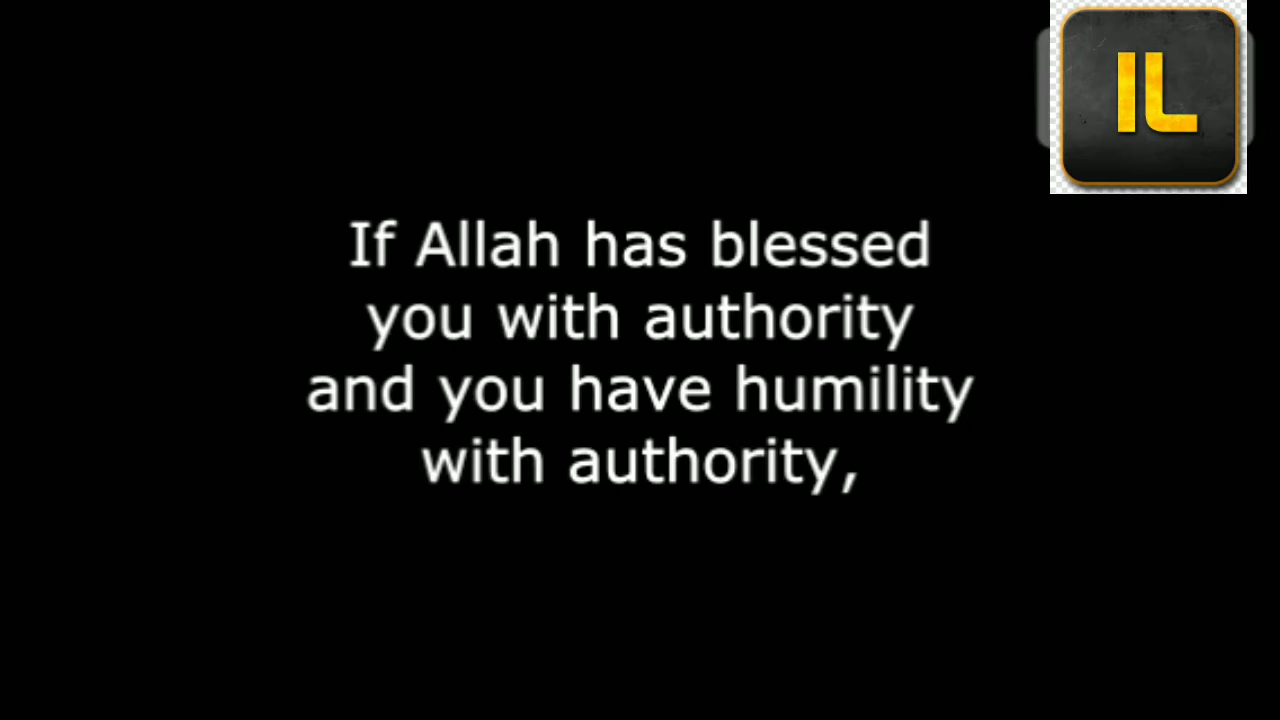 IL
If Allah has blessed
you with authority
and you have humility
with authority,